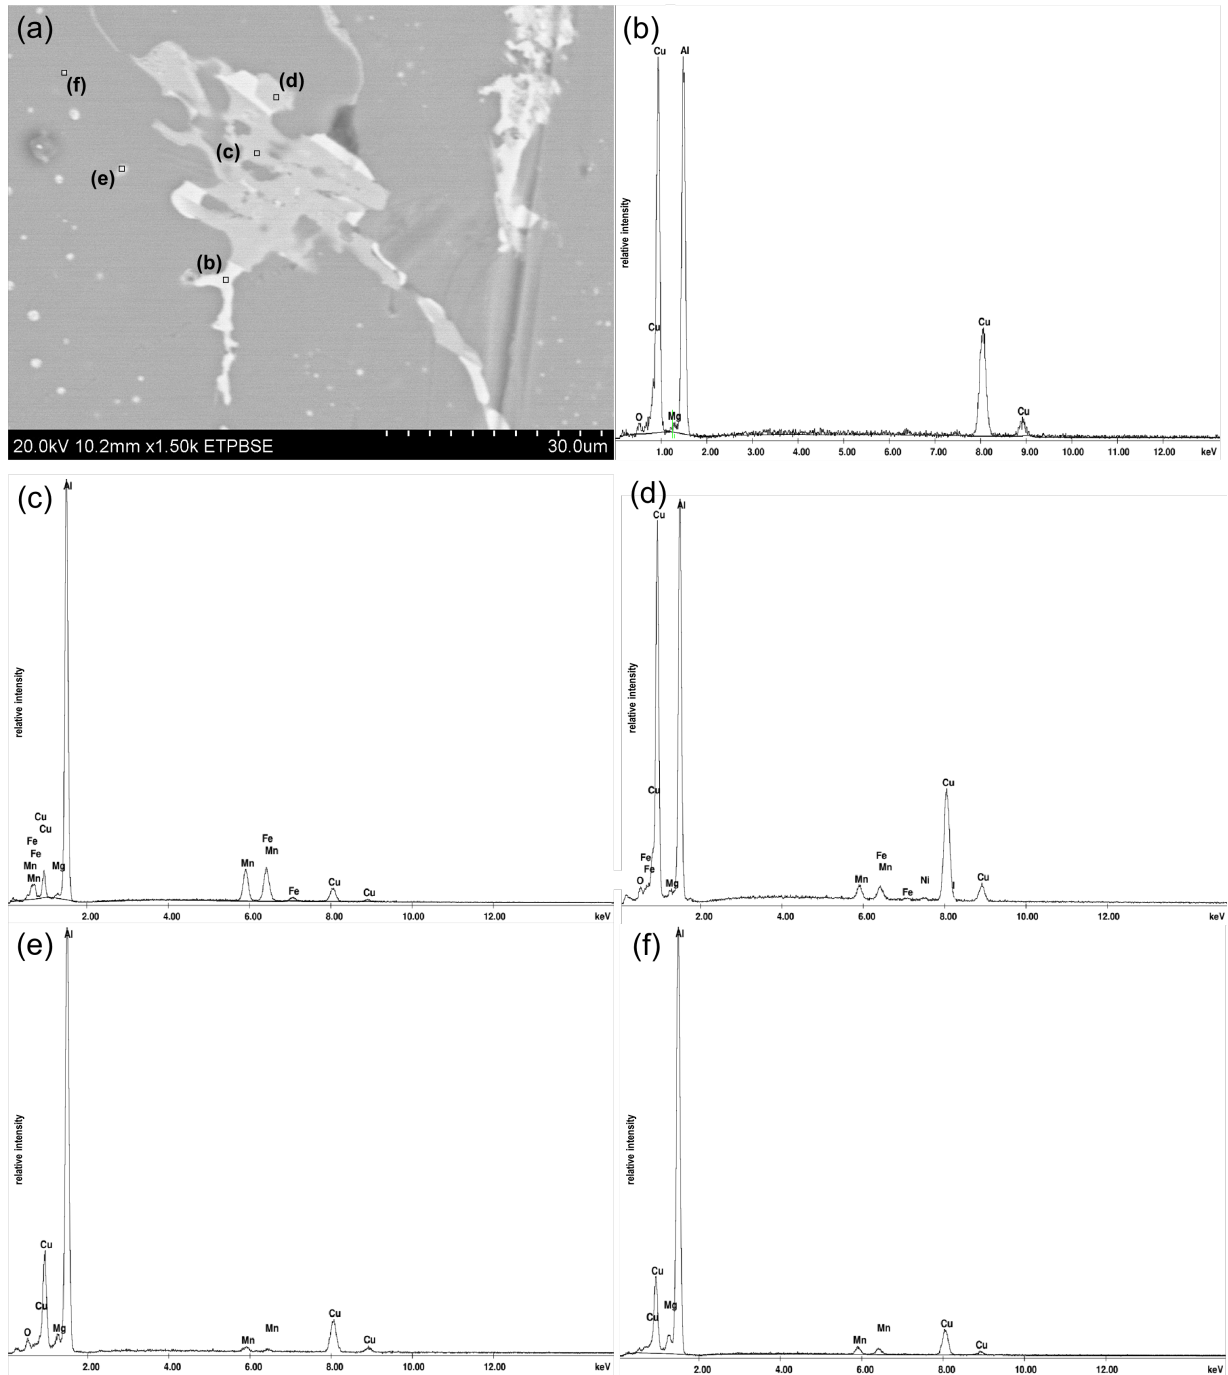 (a)
(f)
(d)
(c)
(e)
(b)
20.0kV 10.2mm x1.50k ETPBSE 30.0um
(b)
relative intensity
Cu Al
Cu
Cu
Cu
O Mg
1.00 2.00 3.00 4.00 5.00 6.00 7.00 8.00 9.00 10.00 11.00 12.00 keV
(c)
relative intensity
Al
Cu
Cu
Fe
Fe
Mn Mg
Mn
Fe
Mn
Mn
Fe
Cu
Cu
2.00 4.00 6.00 8.00 10.00 12.00 keV
(d)
relative intensity
Al
Cu
Cu
Cu
Fe
Fe
O Mg
Fe
Mn
Mn
Ni
Fe
Cu
2.00 4.00 6.00 8.00 10.00 12.00 keV
(e)
relative intensity
Al
Cu
Cu
O Mg
Mn
Mn
Cu
Cu
2.00 4.00 6.00 8.00 10.00 12.00 keV
(f)
relative intensity
Al
Cu
Mg
Cu
Mn
Mn
Cu
Cu
2.00 4.00 6.00 8.00 10.00 12.00 keV